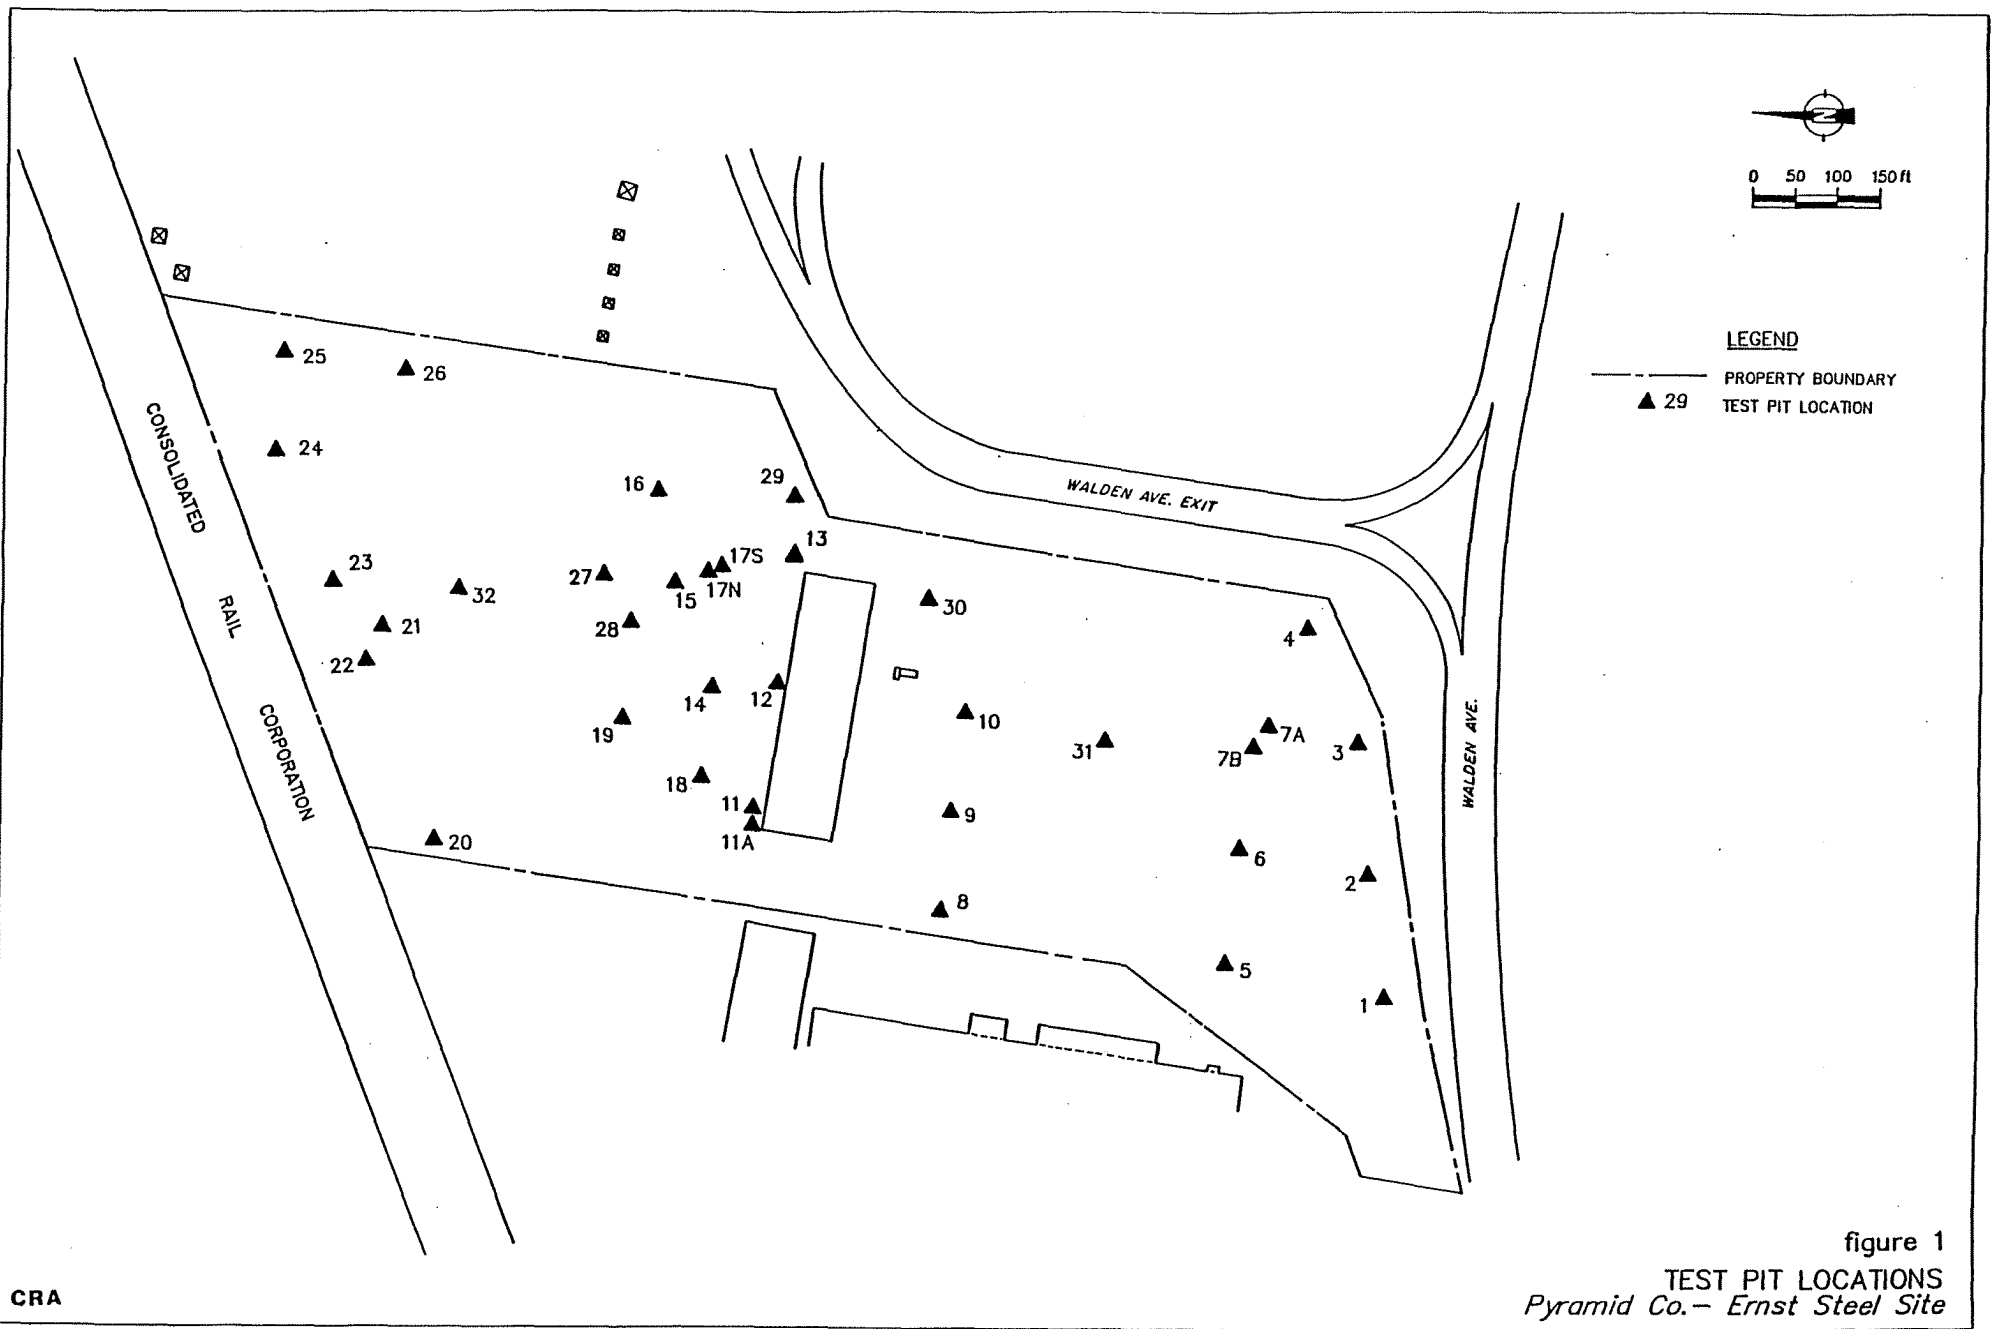 N
0 50 100 150 ft
LEGEND
PROPERTY BOUNDARY
29 TEST PIT LOCATION
25
26
24
CONSOLIDATED RAIL CORPORATION
16
29
WALDEN AVE. EXIT
13
17S
17N
15
27
23
32
28
21
22
30
4
14
12
19
10
31
7A
7B
3
WALDEN AVE.
18
11
11A
9
20
6
2
8
5
1
figure 1
TEST PIT LOCATIONS
Pyramid Co.- Ernst Steel Site
CRA